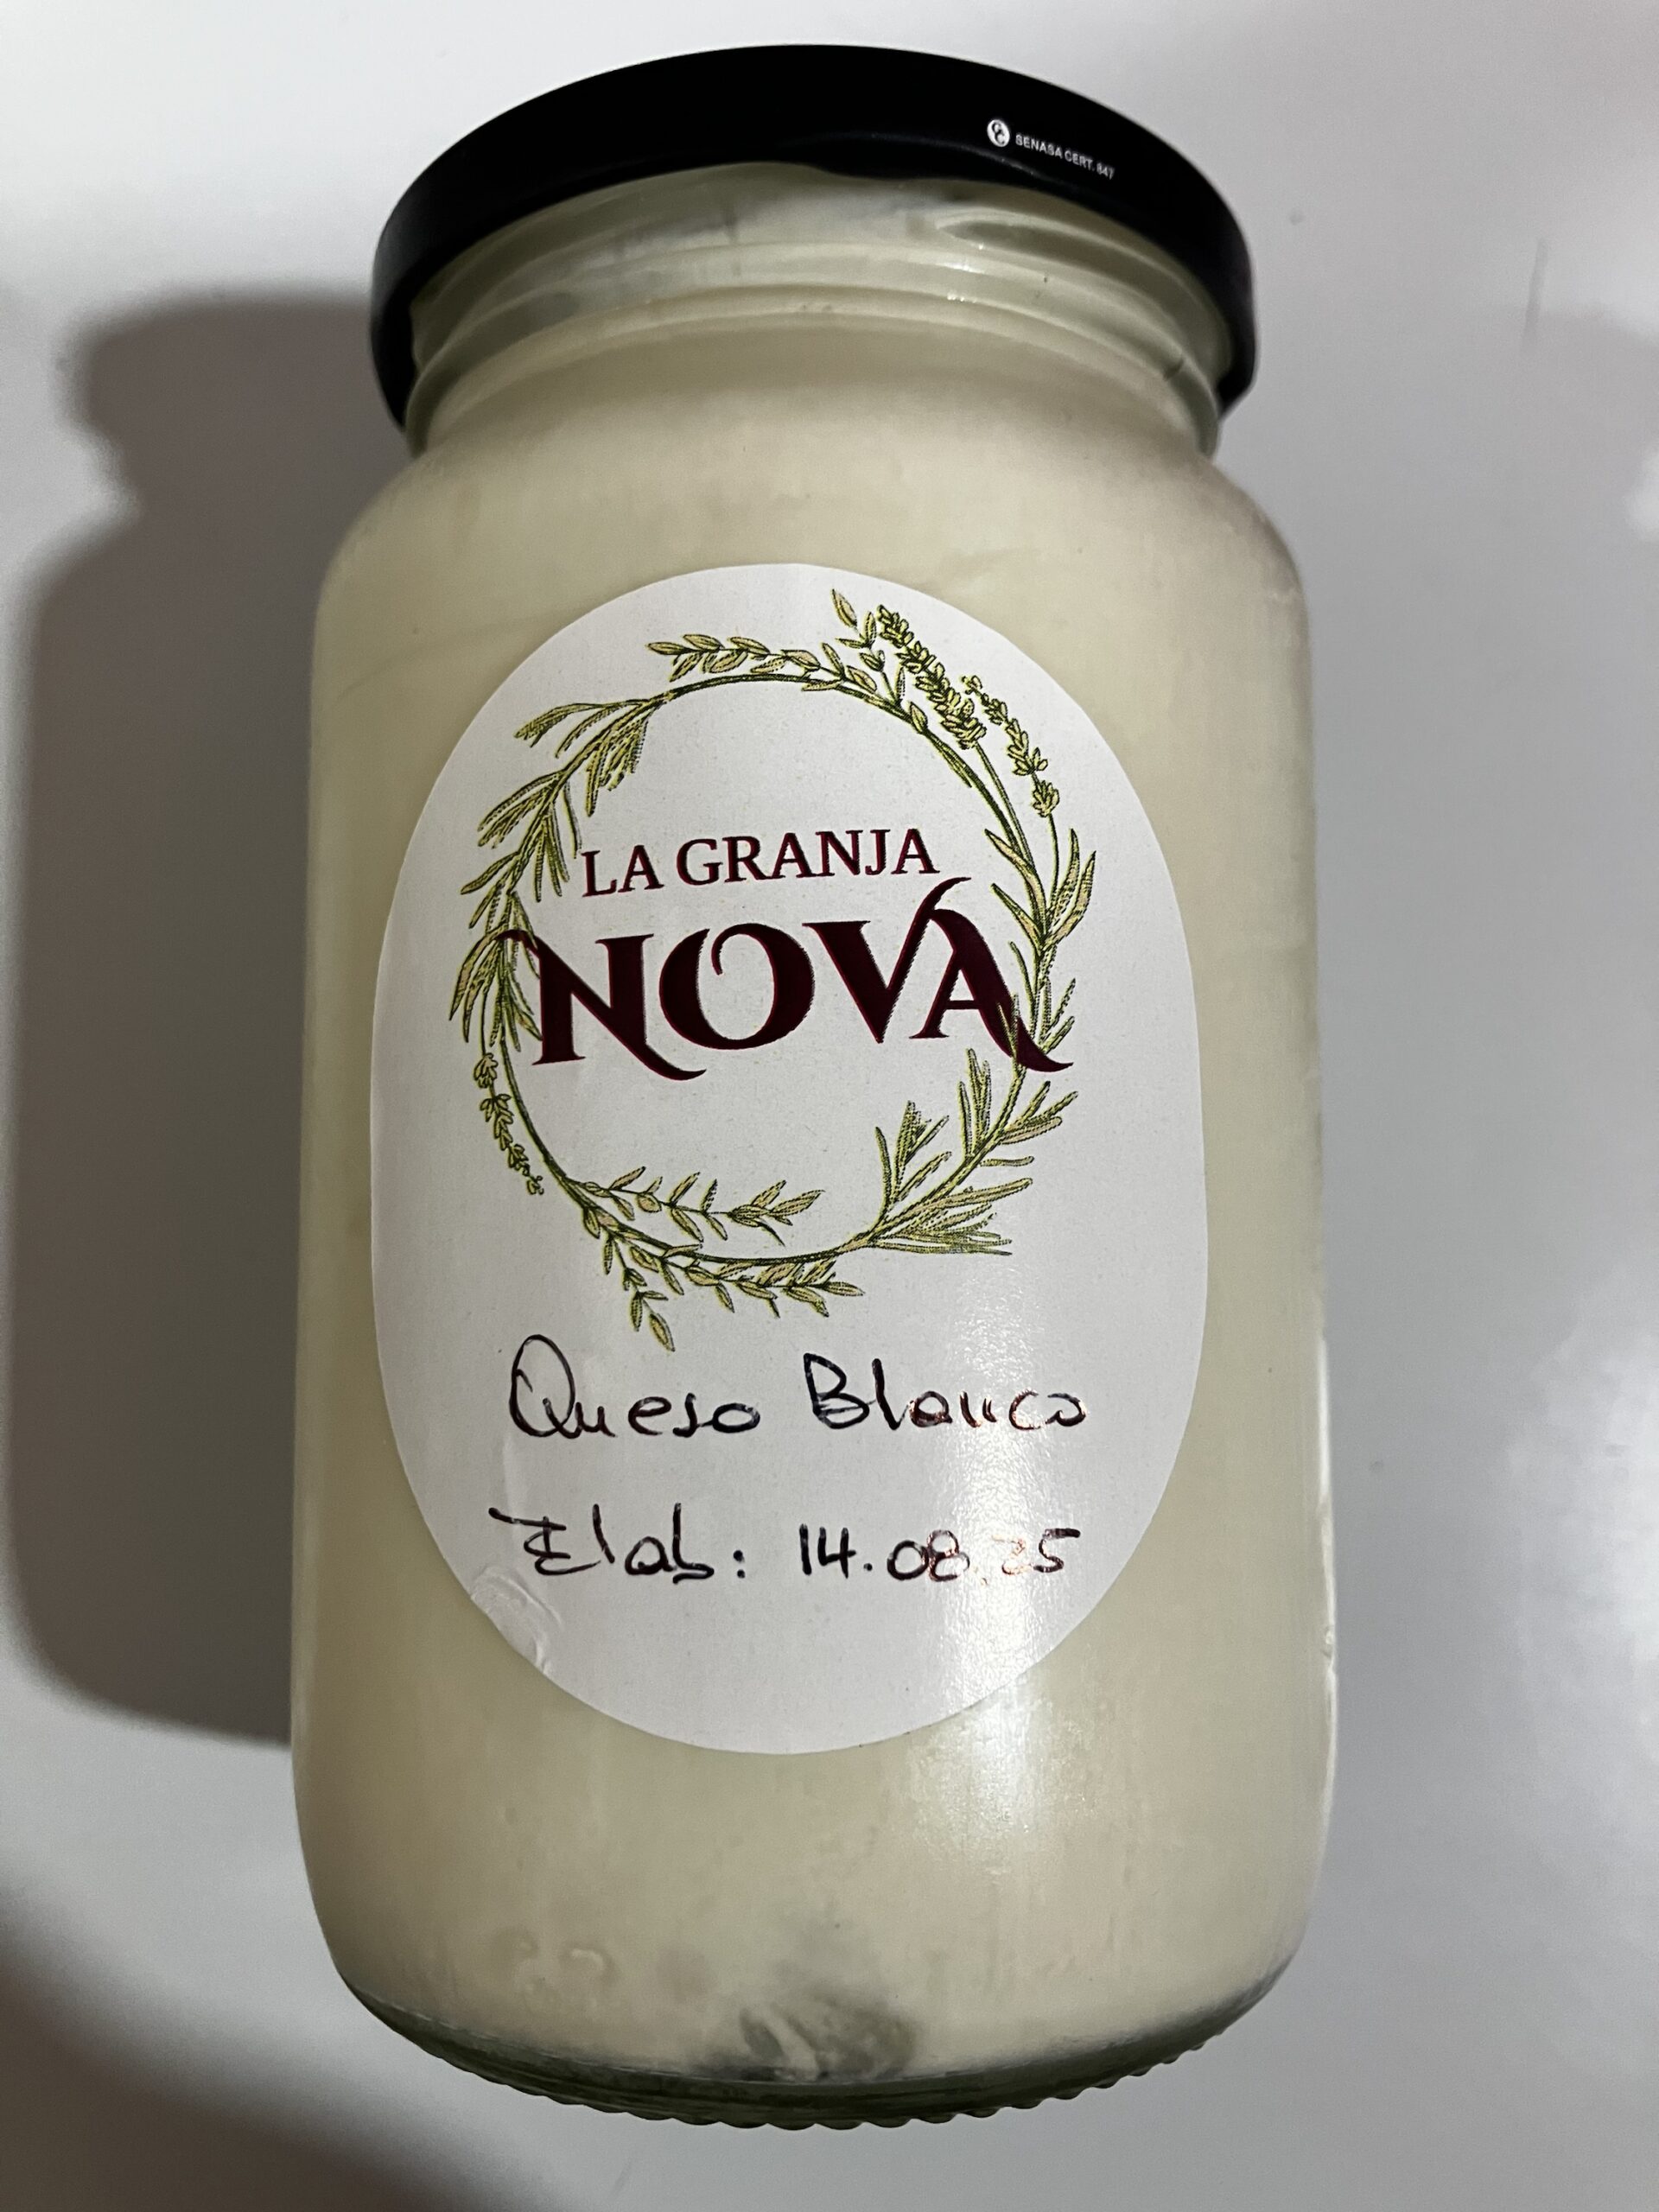 SENASA CERT. 847
LA GRANJA
NOVA
Queso Blanco
Elab: 14.08.25